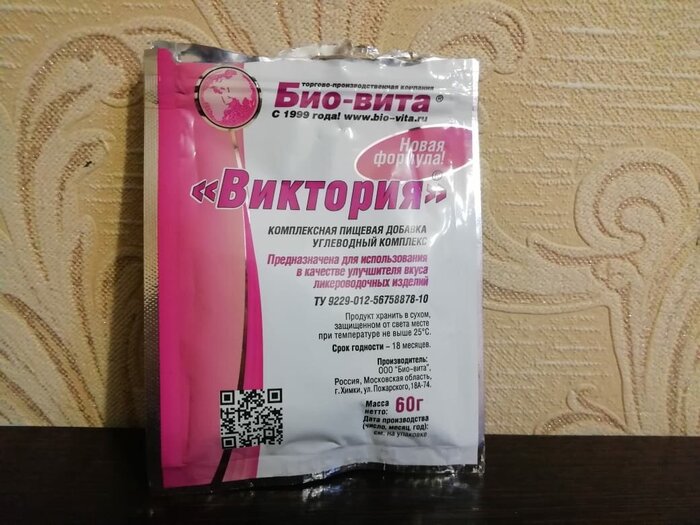 торгово-производственная компания
Био-вита®
С 1999 года! www.bio-vita.ru
Новая
формула!
«Виктория»®
КОМПЛЕКСНАЯ ПИЩЕВАЯ ДОБАВКА
УГЛЕВОДНЫЙ КОМПЛЕКС
Предназначена для использования
в качестве улучшителя вкуса
ликероводочных изделий
ТУ 9229-012-56758878-10
Продукт хранить в сухом,
защищенном от света месте
при температуре не выше 25°С.
Срок годности – 18 месяцев.
Производитель:
ООО "Био-вита",
Россия, Московская область,
г. Химки, ул. Пожарского, 18А-74.
Масса
нетто: 60г
Дата производства
(число, месяц, год):
см. на упаковке